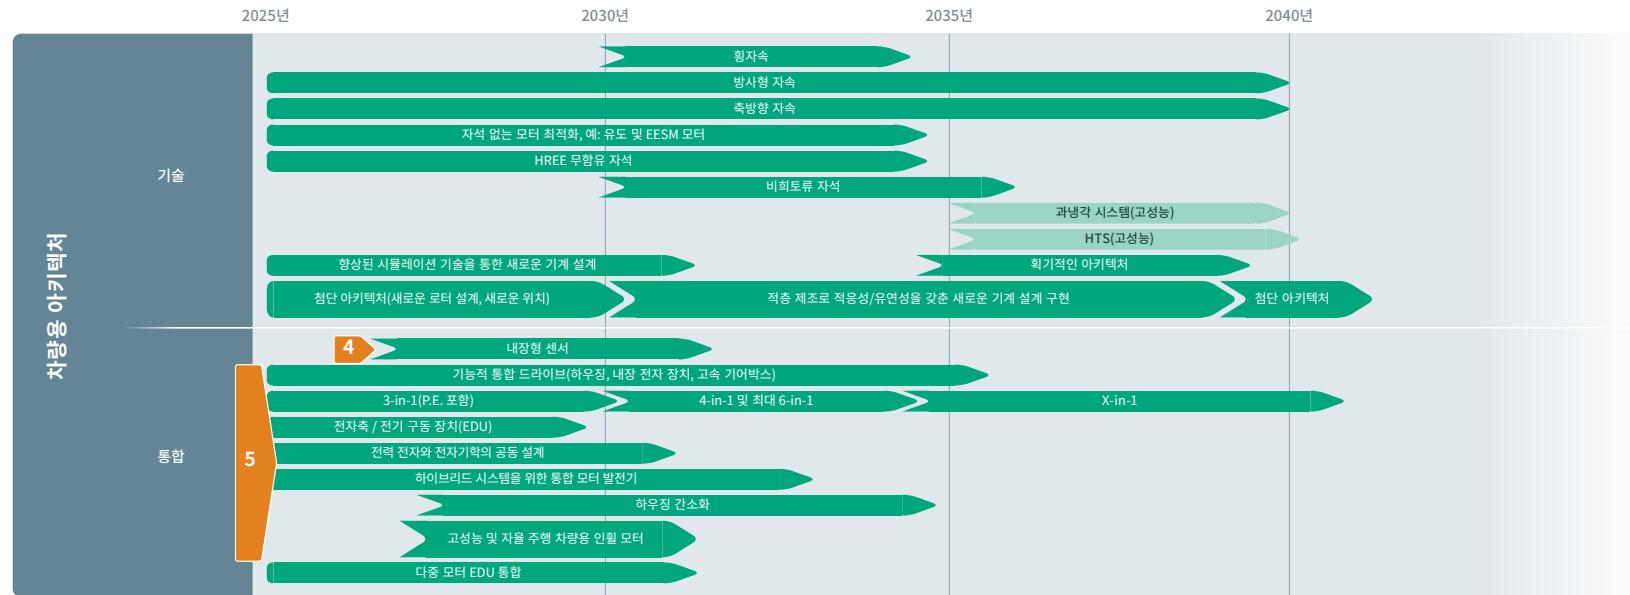 2025년
2030년
2035년
2040년
차량용 아키텍처
기술
횡자속
방사형 자속
축방향 자속
자석 없는 모터 최적화, 예: 유도 및 EESM 모터
HREE 무함유 자석
비희토류 자석
과냉각 시스템(고성능)
HTS(고성능)
향상된 시뮬레이션 기술을 통한 새로운 기계 설계
획기적인 아키텍처
첨단 아키텍처(새로운 로터 설계, 새로운 위치)
적층 제조로 적응성/유연성을 갖춘 새로운 기계 설계 구현
첨단 아키텍처
통합
4
내장형 센서
5
기능적 통합 드라이브(하우징, 내장 전자 장치, 고속 기어박스)
3-in-1(P.E. 포함)
4-in-1 및 최대 6-in-1
X-in-1
전자축 / 전기 구동 장치(EDU)
전력 전자와 전자기학의 공동 설계
하이브리드 시스템을 위한 통합 모터 발전기
하우징 간소화
고성능 및 자율 주행 차량용 인휠 모터
다중 모터 EDU 통합